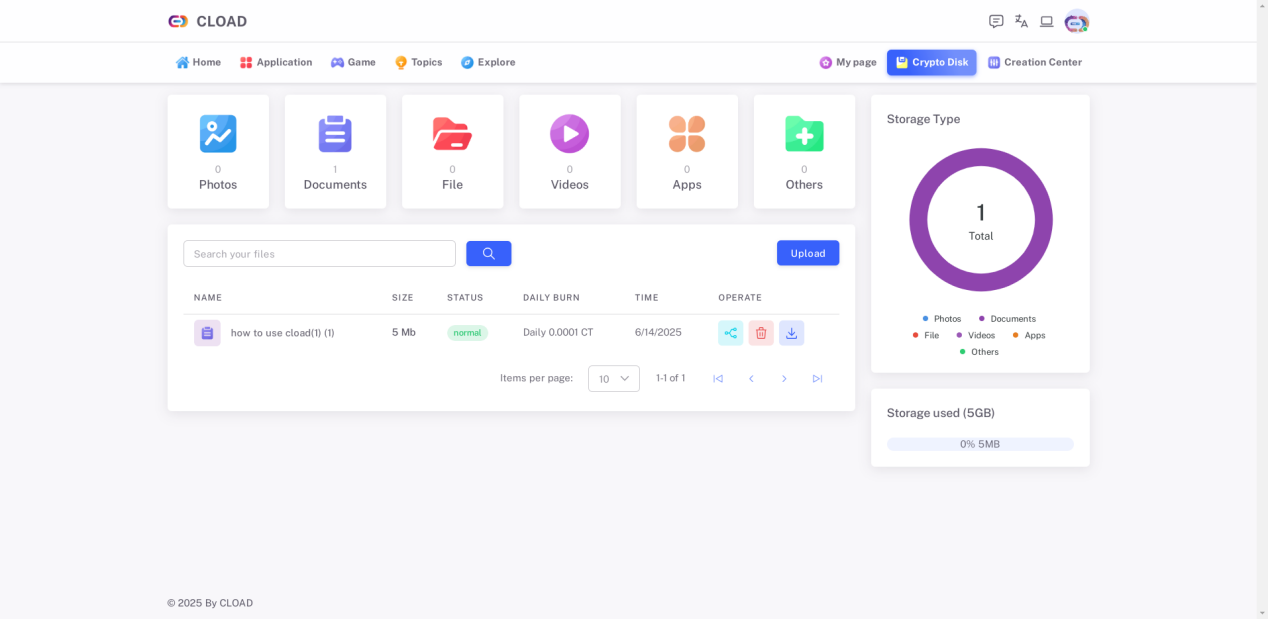 CLOAD
Home Application Game Topics Explore My page Crypto Disk Creation Center
0 1 0 0 0 0
Photos Documents File Videos Apps Others
Storage Type
1
Total
Photos Documents
File Videos Apps
Others
Search your files Upload
NAME SIZE STATUS DAILY BURN TIME OPERATE
how to use cload(1) (1) 5 Mb normal Daily 0.0001 CT 6/14/2025
Items per page: 10 1-1 of 1
Storage used (5GB)
0% 5MB
© 2025 By CLOAD